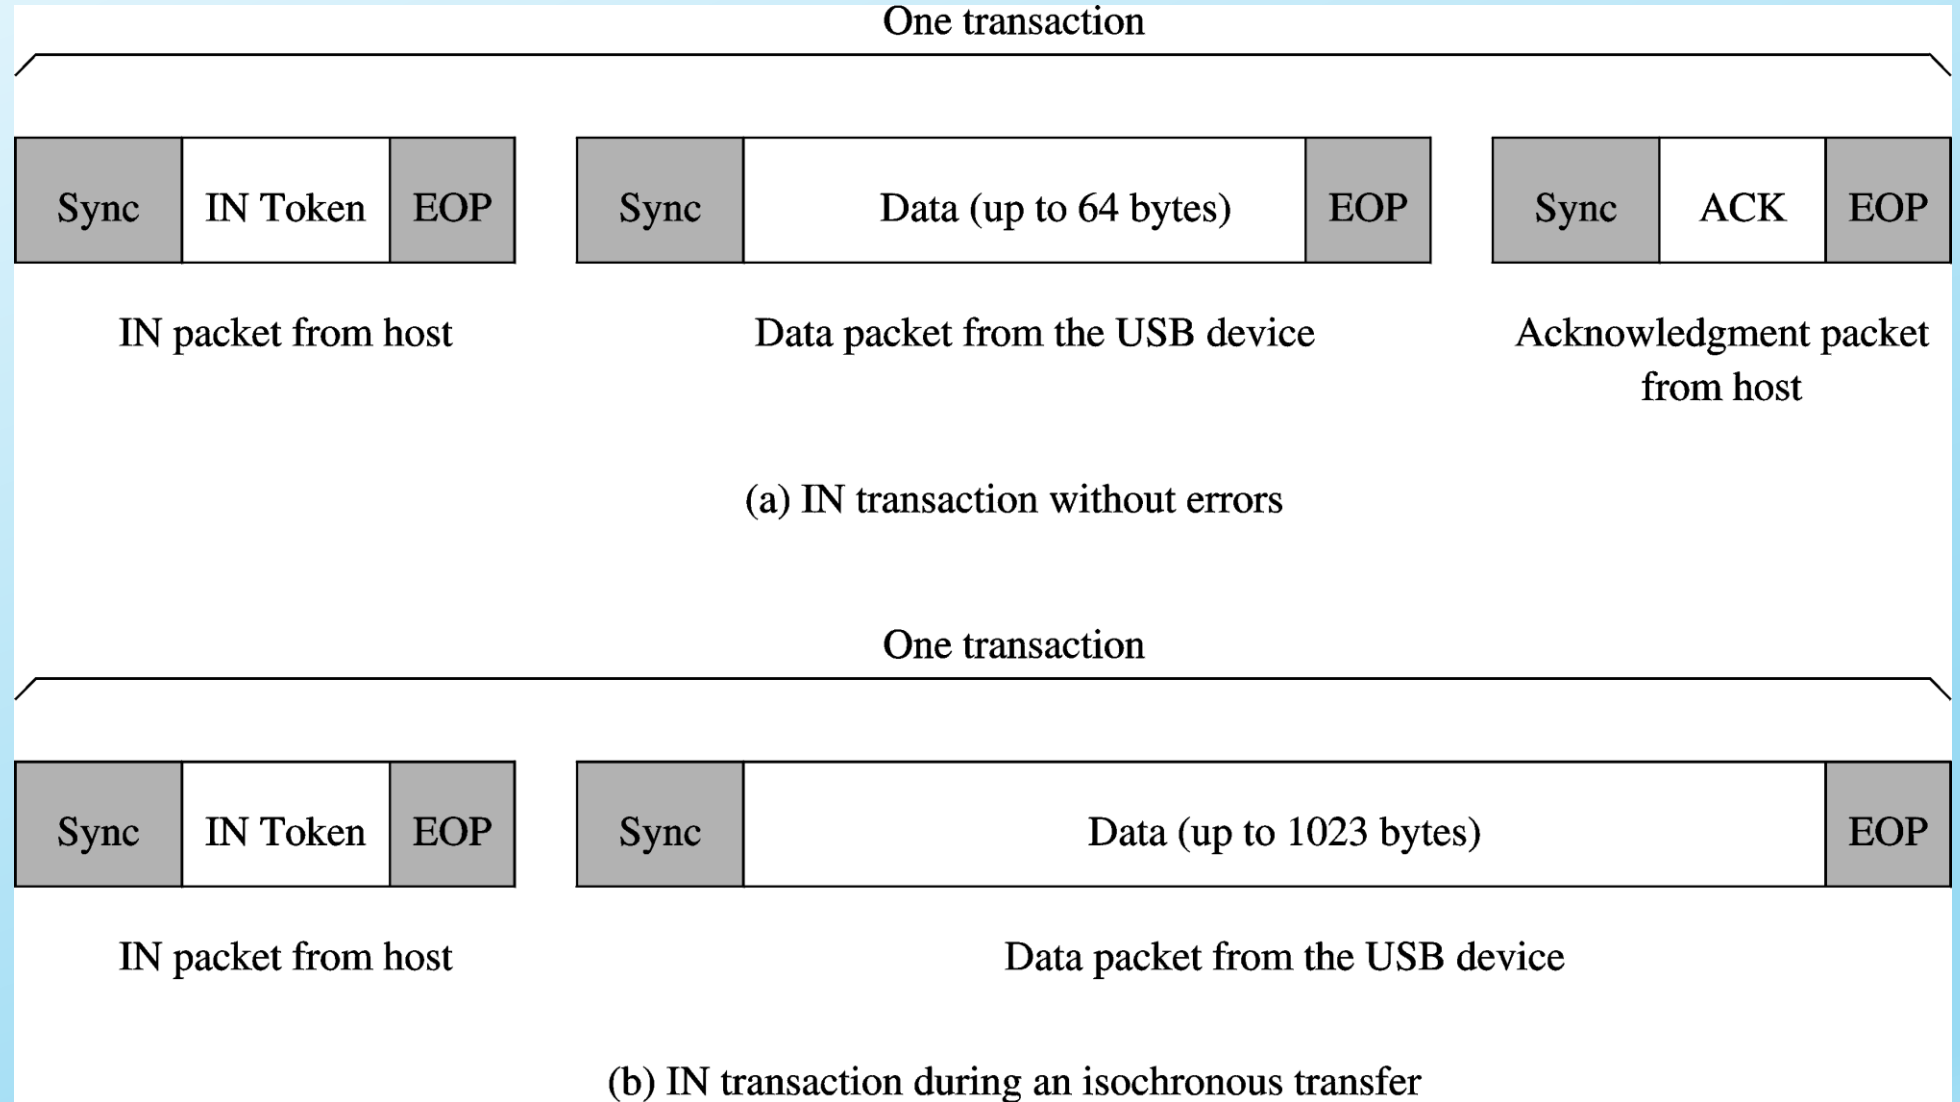 One transaction
Sync IN Token EOP Sync Data (up to 64 bytes) EOP Sync ACK EOP
IN packet from host Data packet from the USB device Acknowledgment packet
from host
(a) IN transaction without errors
One transaction
Sync IN Token EOP Sync Data (up to 1023 bytes) EOP
IN packet from host Data packet from the USB device
(b) IN transaction during an isochronous transfer